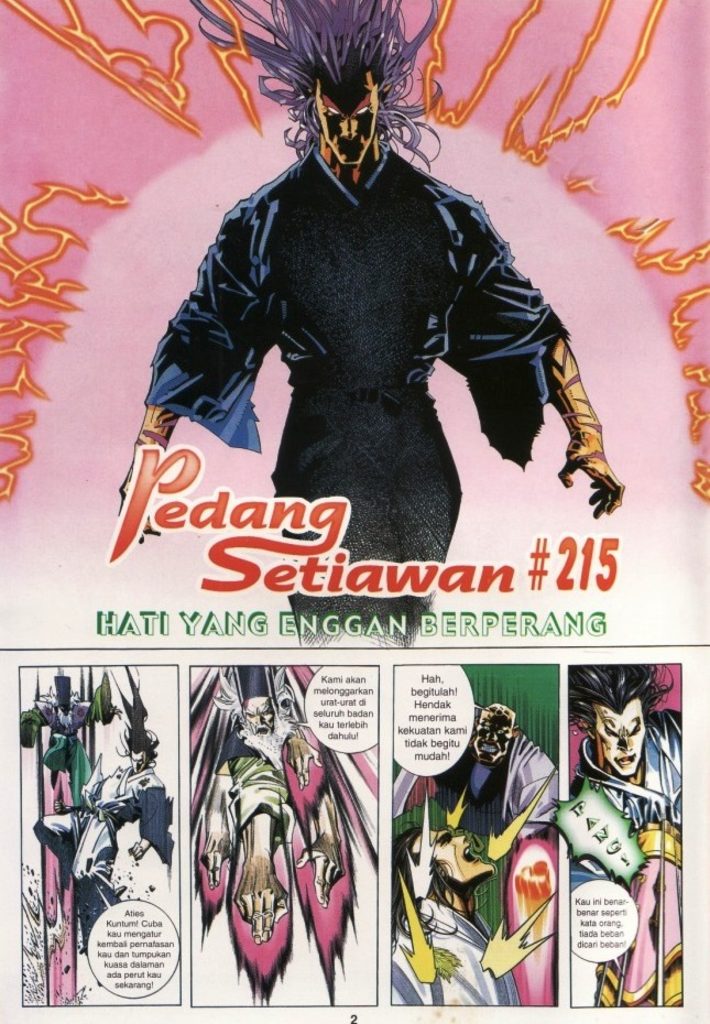 Pedang
Setiawan #215
HATI YANG ENGGAN BERPERANG
Aties
Kuntum! Cuba
kau mengatur
kembali pernafasan
kau dan tumpukan
kuasa dalaman
ada perut kau
sekarang!
Kami akan
melonggarkan
urat-urat di
seluruh badan
kau terlebih
dahulu!
Hah,
begitulah!
Hendak
menerima
kekuatan kami
tidak begitu
mudah!
PANG!
Kau ini benar-
benar seperti
kata orang,
tiada beban
dicari beban!
2